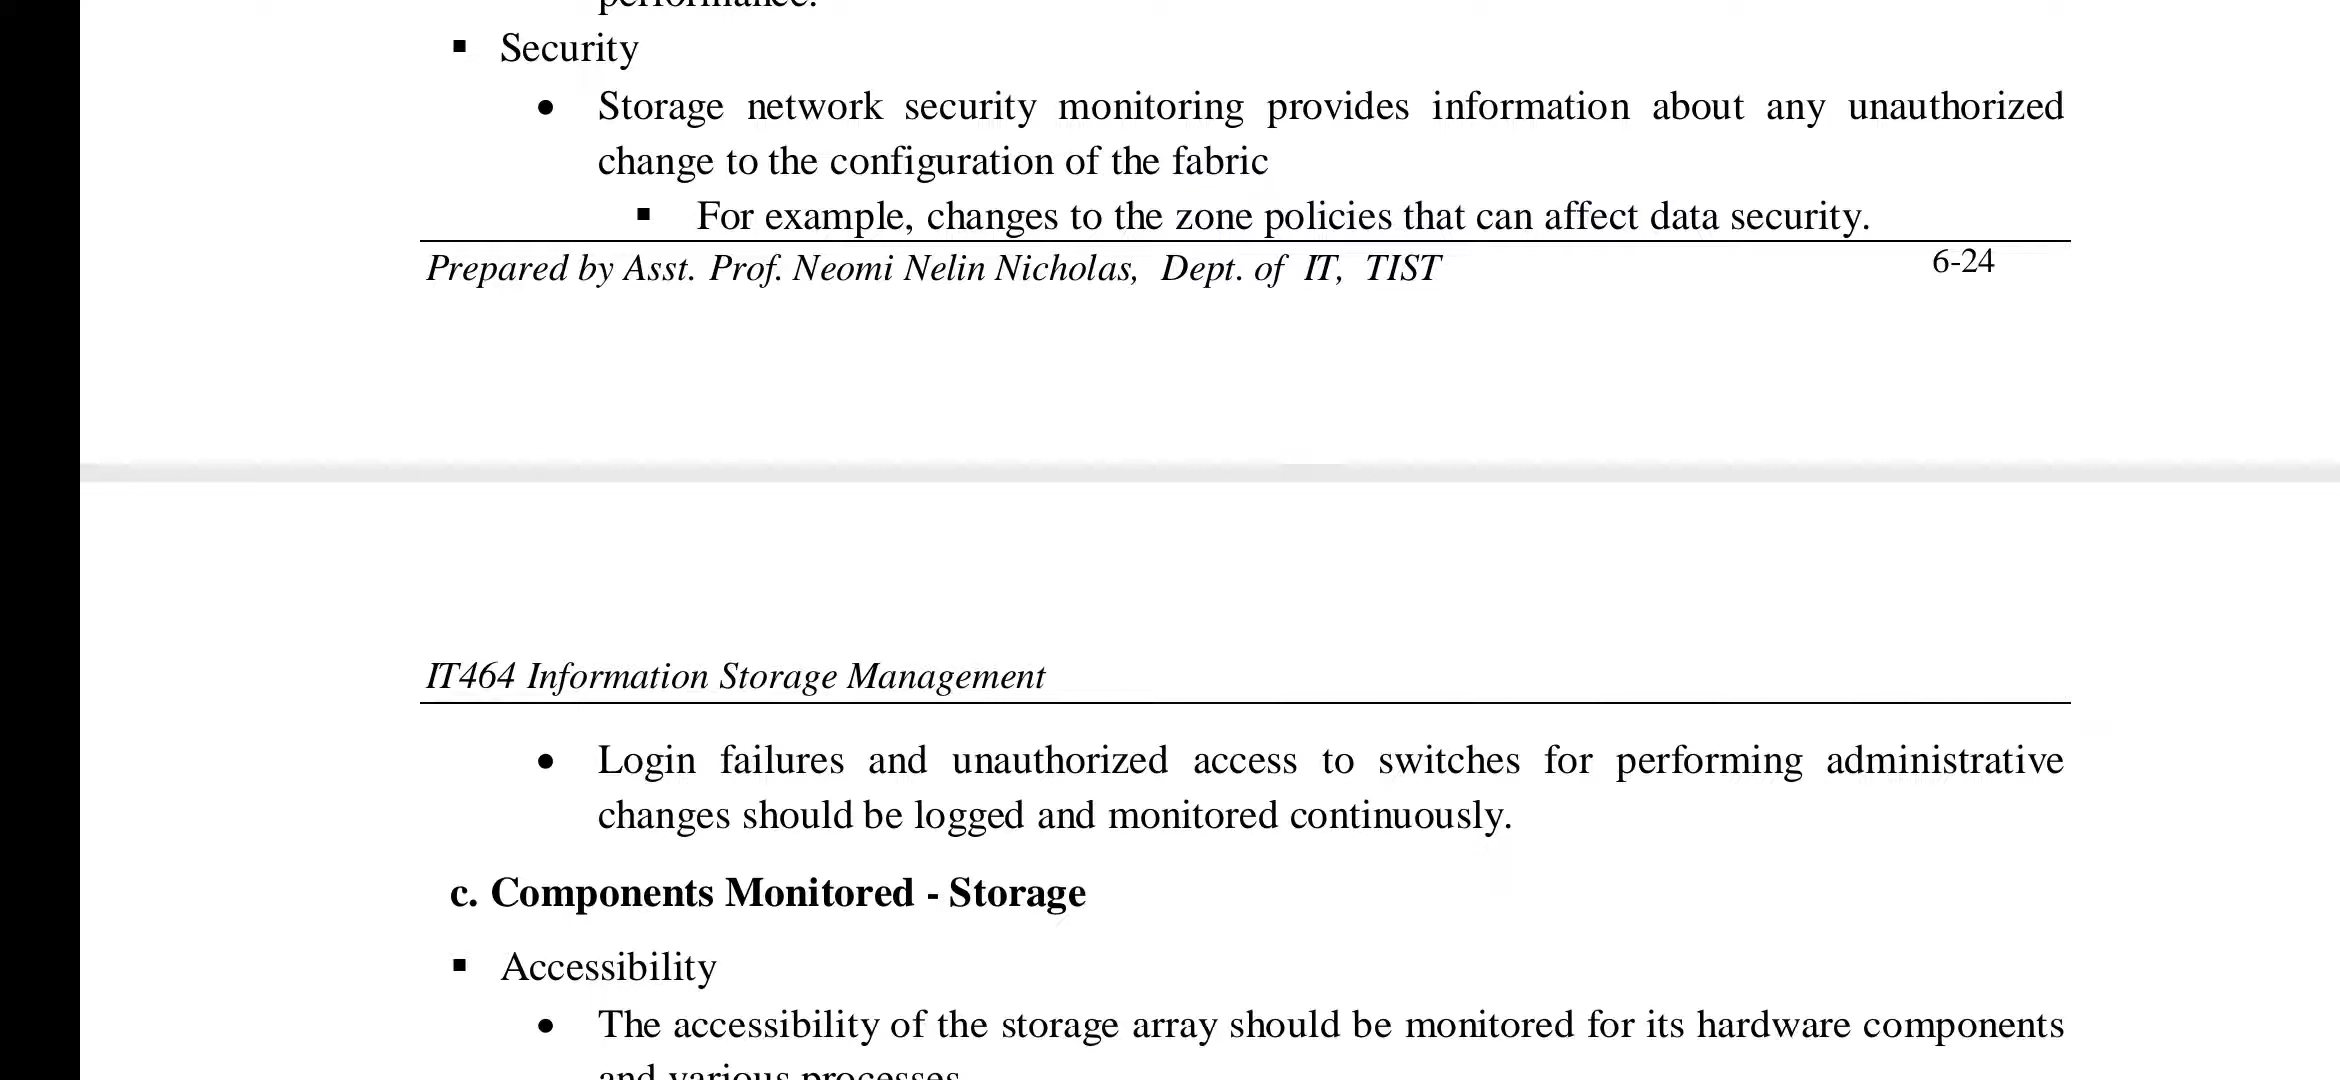 performance.
▪ Security
• Storage network security monitoring provides information about any unauthorized
change to the configuration of the fabric
▪ For example, changes to the zone policies that can affect data security.
Prepared by Asst. Prof. Neomi Nelin Nicholas, Dept. of IT, TIST 6-24
IT464 Information Storage Management
• Login failures and unauthorized access to switches for performing administrative
changes should be logged and monitored continuously.
c. Components Monitored - Storage
▪ Accessibility
• The accessibility of the storage array should be monitored for its hardware components
and various processes.